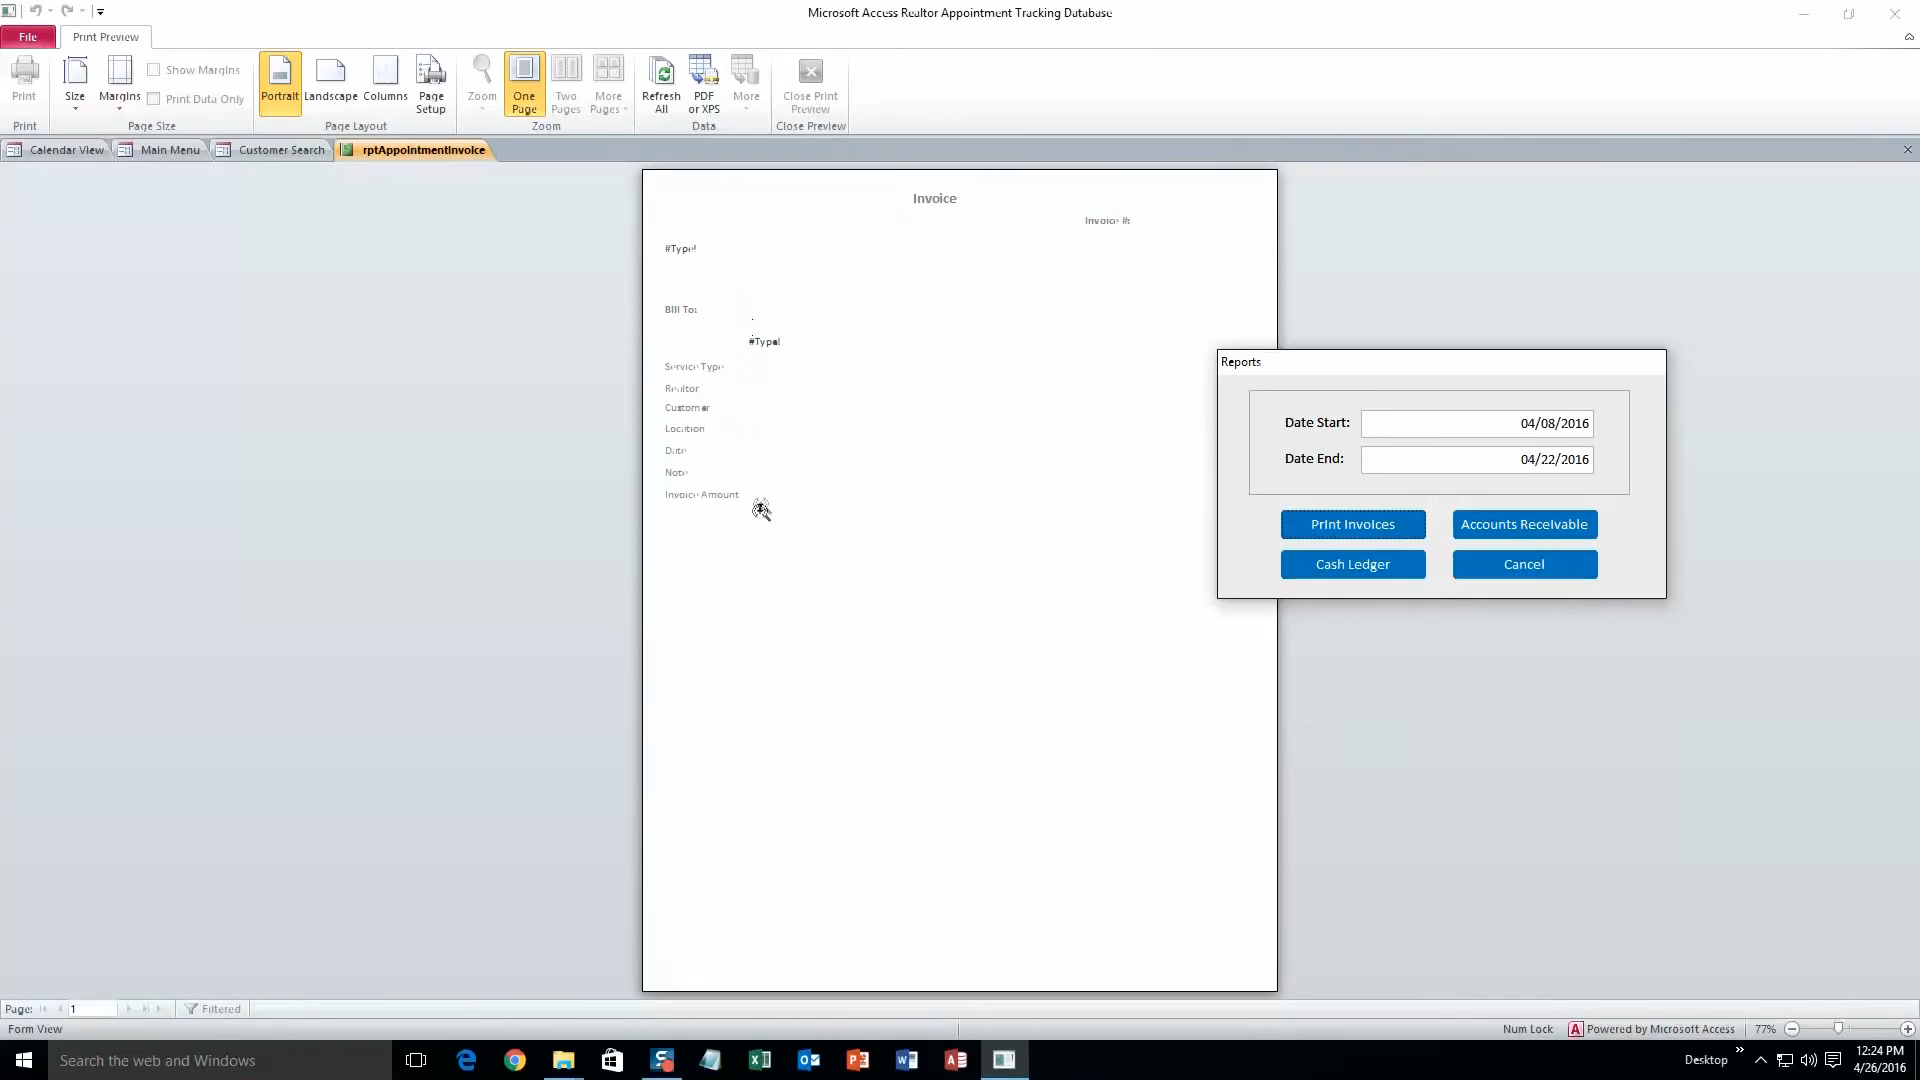 Microsoft Access Realtor Appointment Tracking Database
File
Print Preview
Print
Size
Margins
Show Margins
Print Data Only
Portrait
Landscape
Columns
Page Setup
Zoom
One Page
Two Pages
More Pages
Refresh All
PDF or XPS
More
Close Print Preview
Print
Page Size
Page Layout
Zoom
Data
Close Preview
Calendar View
Main Menu
Customer Search
rptAppointmentInvoice
Invoice
Invoice #:
#Type!
Bill To:
#Type!
Service Type
Realtor
Customer
Location
Date
Note
Invoice Amount
Reports
Date Start: 04/08/2016
Date End: 04/22/2016
Print Invoices
Accounts Receivable
Cash Ledger
Cancel
Page: 1
Filtered
Form View
Num Lock
A Powered by Microsoft Access
77%
Search the web and Windows
Desktop
12:24 PM
4/26/2016